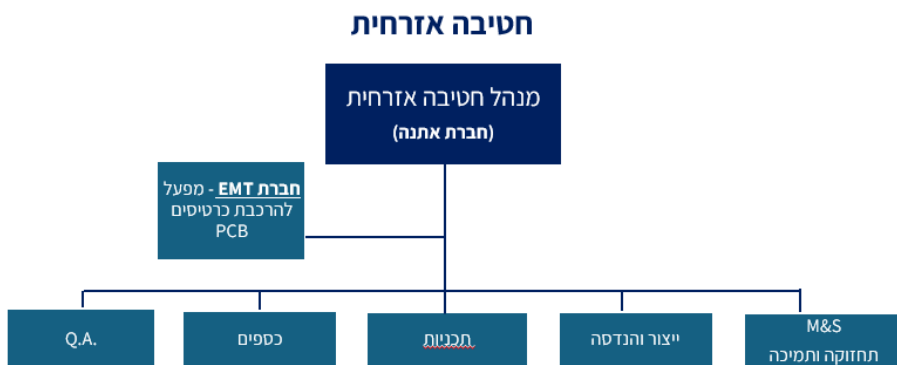 חטיבה אזרחית
מנהל חטיבה אזרחית
(חברת אתנה)
חברת EMT - מפעל
להרכבת כרטיסים
PCB
M&S
תחזוקה ותמיכה
ייצור והנדסה
תכניות
כספים
Q.A.